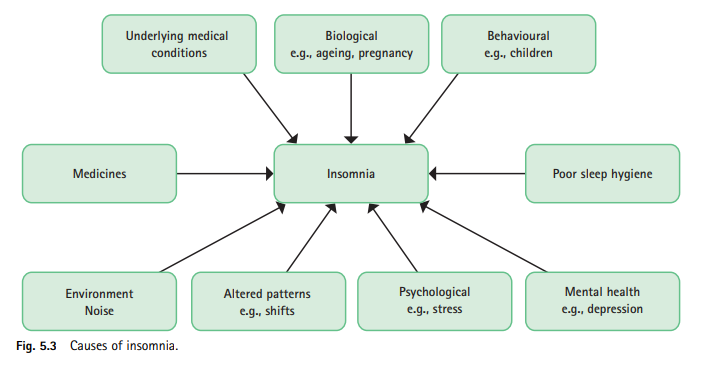 Underlying medical
conditions
Biological
e.g., ageing, pregnancy
Behavioural
e.g., children
Medicines
Insomnia
Poor sleep hygiene
Environment
Noise
Altered patterns
e.g., shifts
Psychological
e.g., stress
Mental health
e.g., depression
Fig. 5.3 Causes of insomnia.